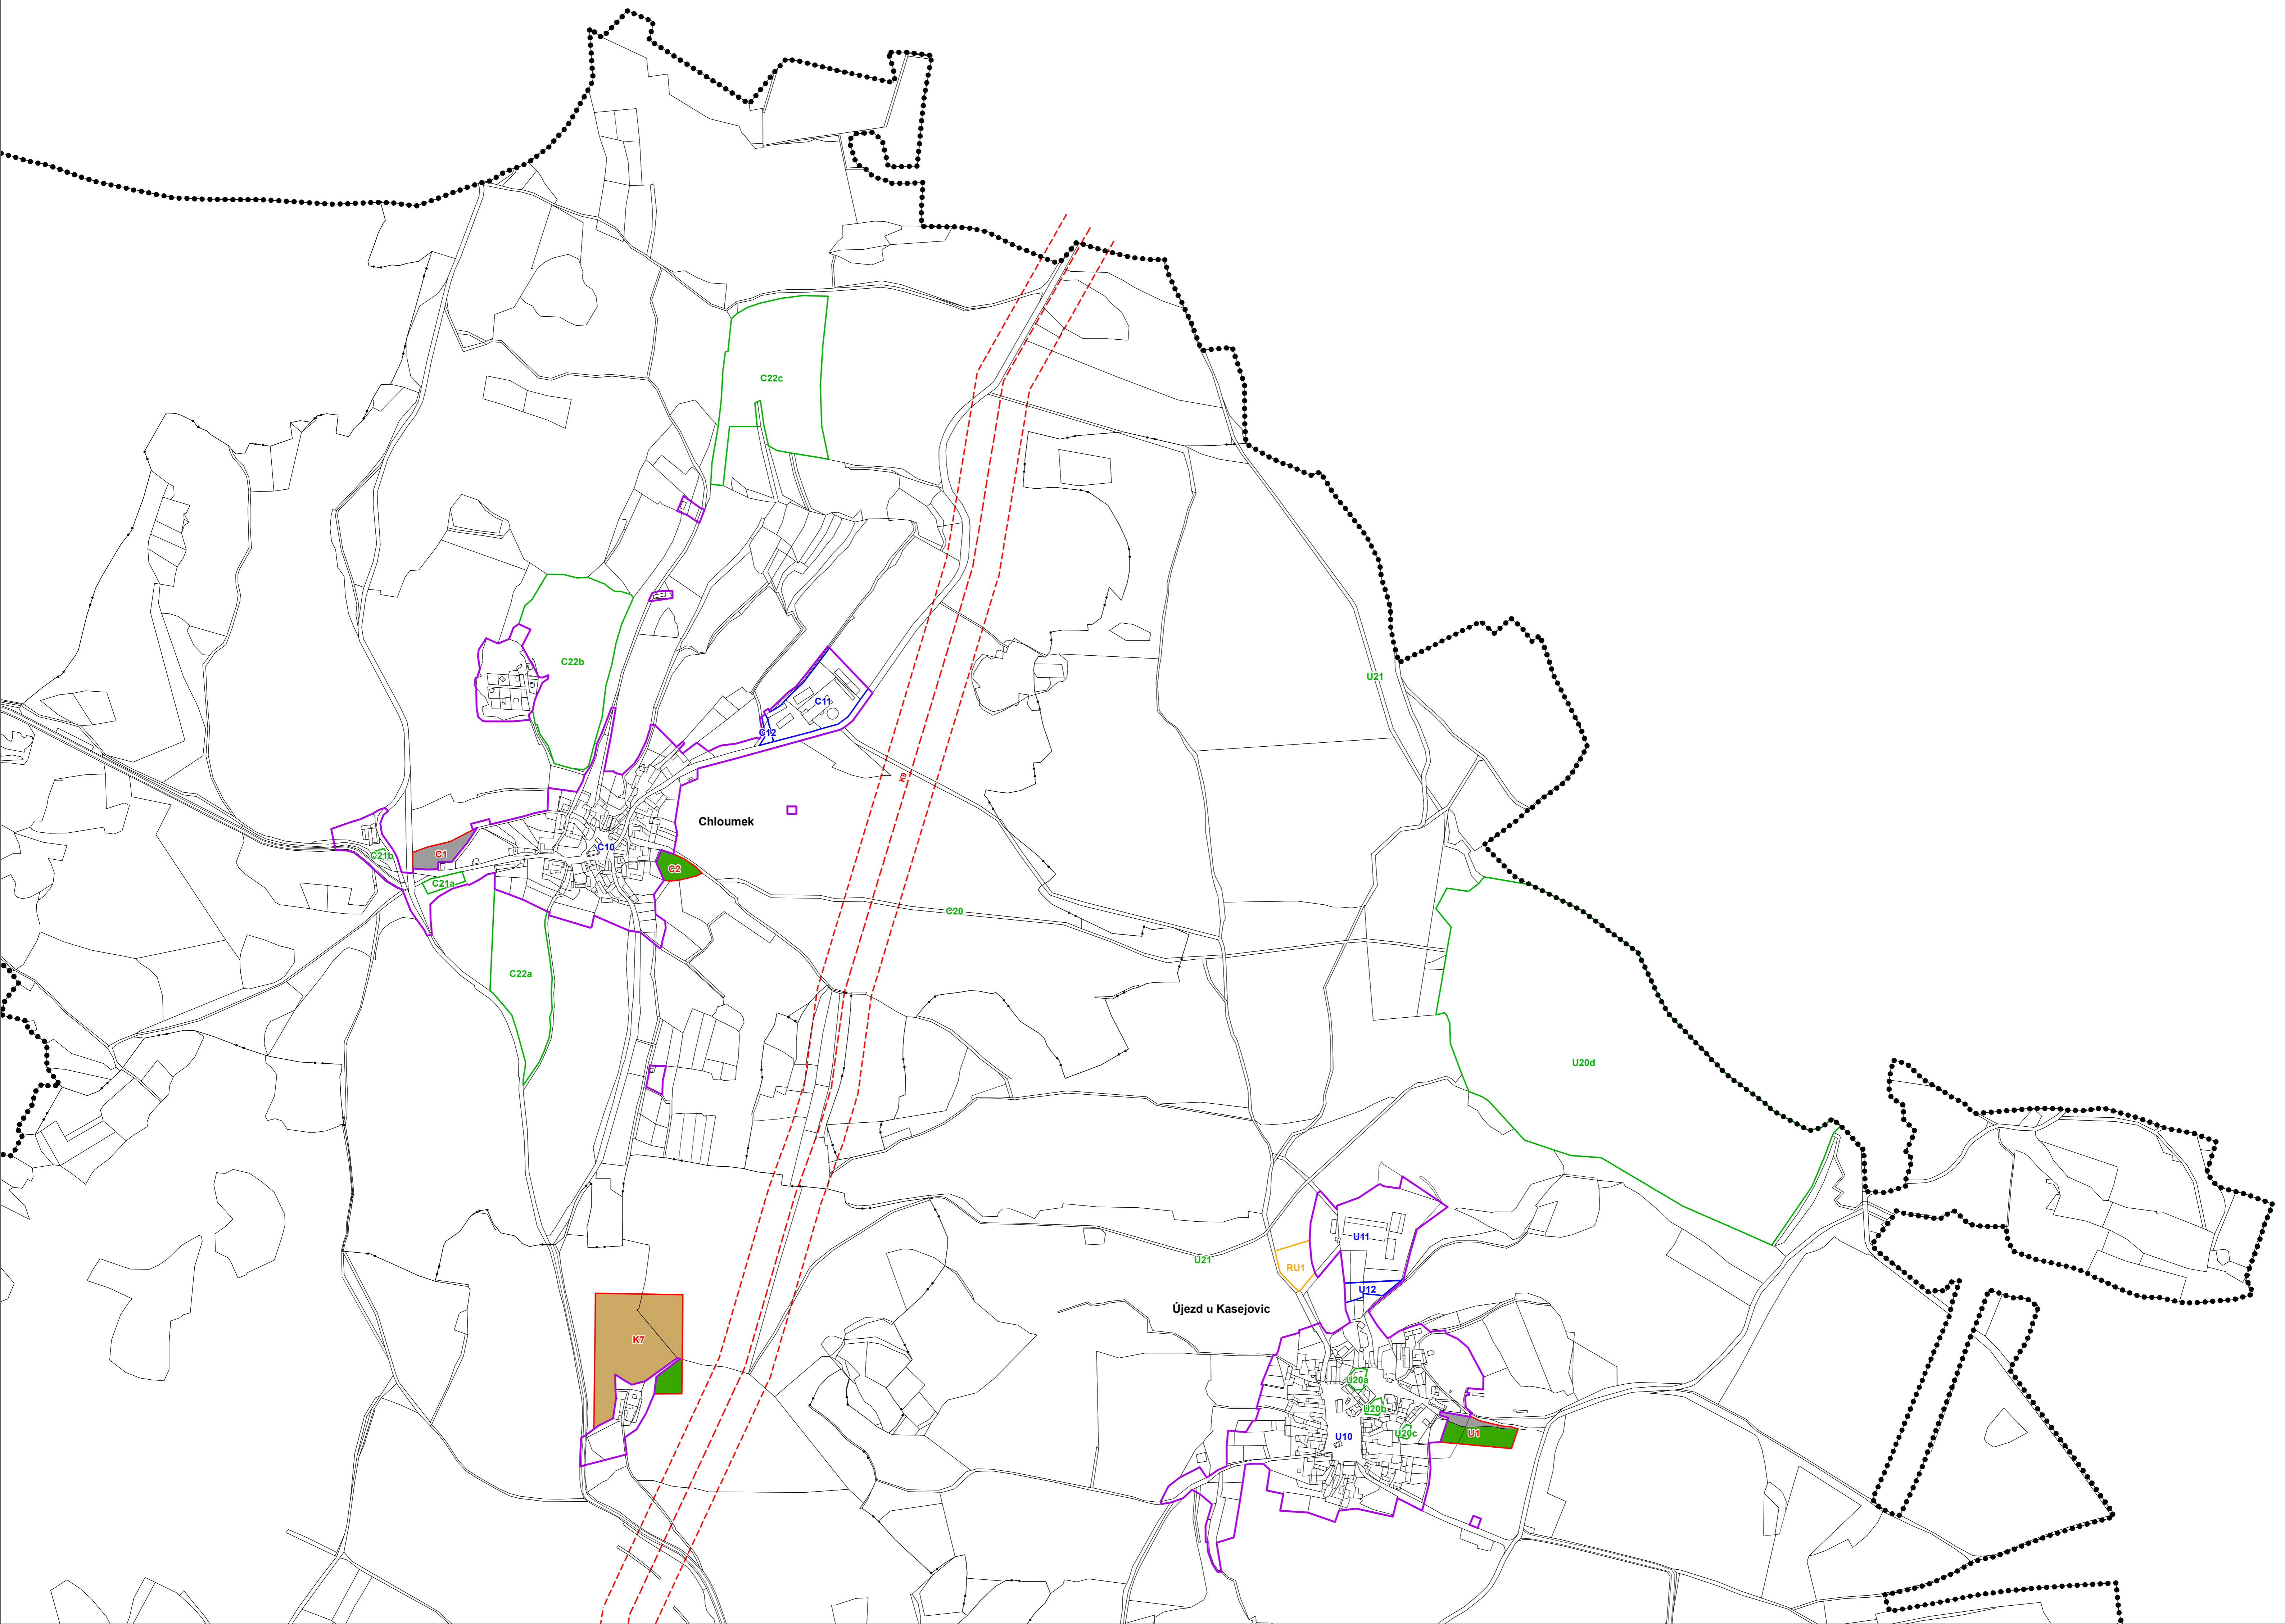 C22c
C22b
U21
C11
C12
K9
Chloumek
C10
C21b
C1
C2
C21a
C20
C22a
U20d
U11
U21
RU1
U12
Újezd u Kasejovic
K7
U20a
U20b
U20c
U10
U1